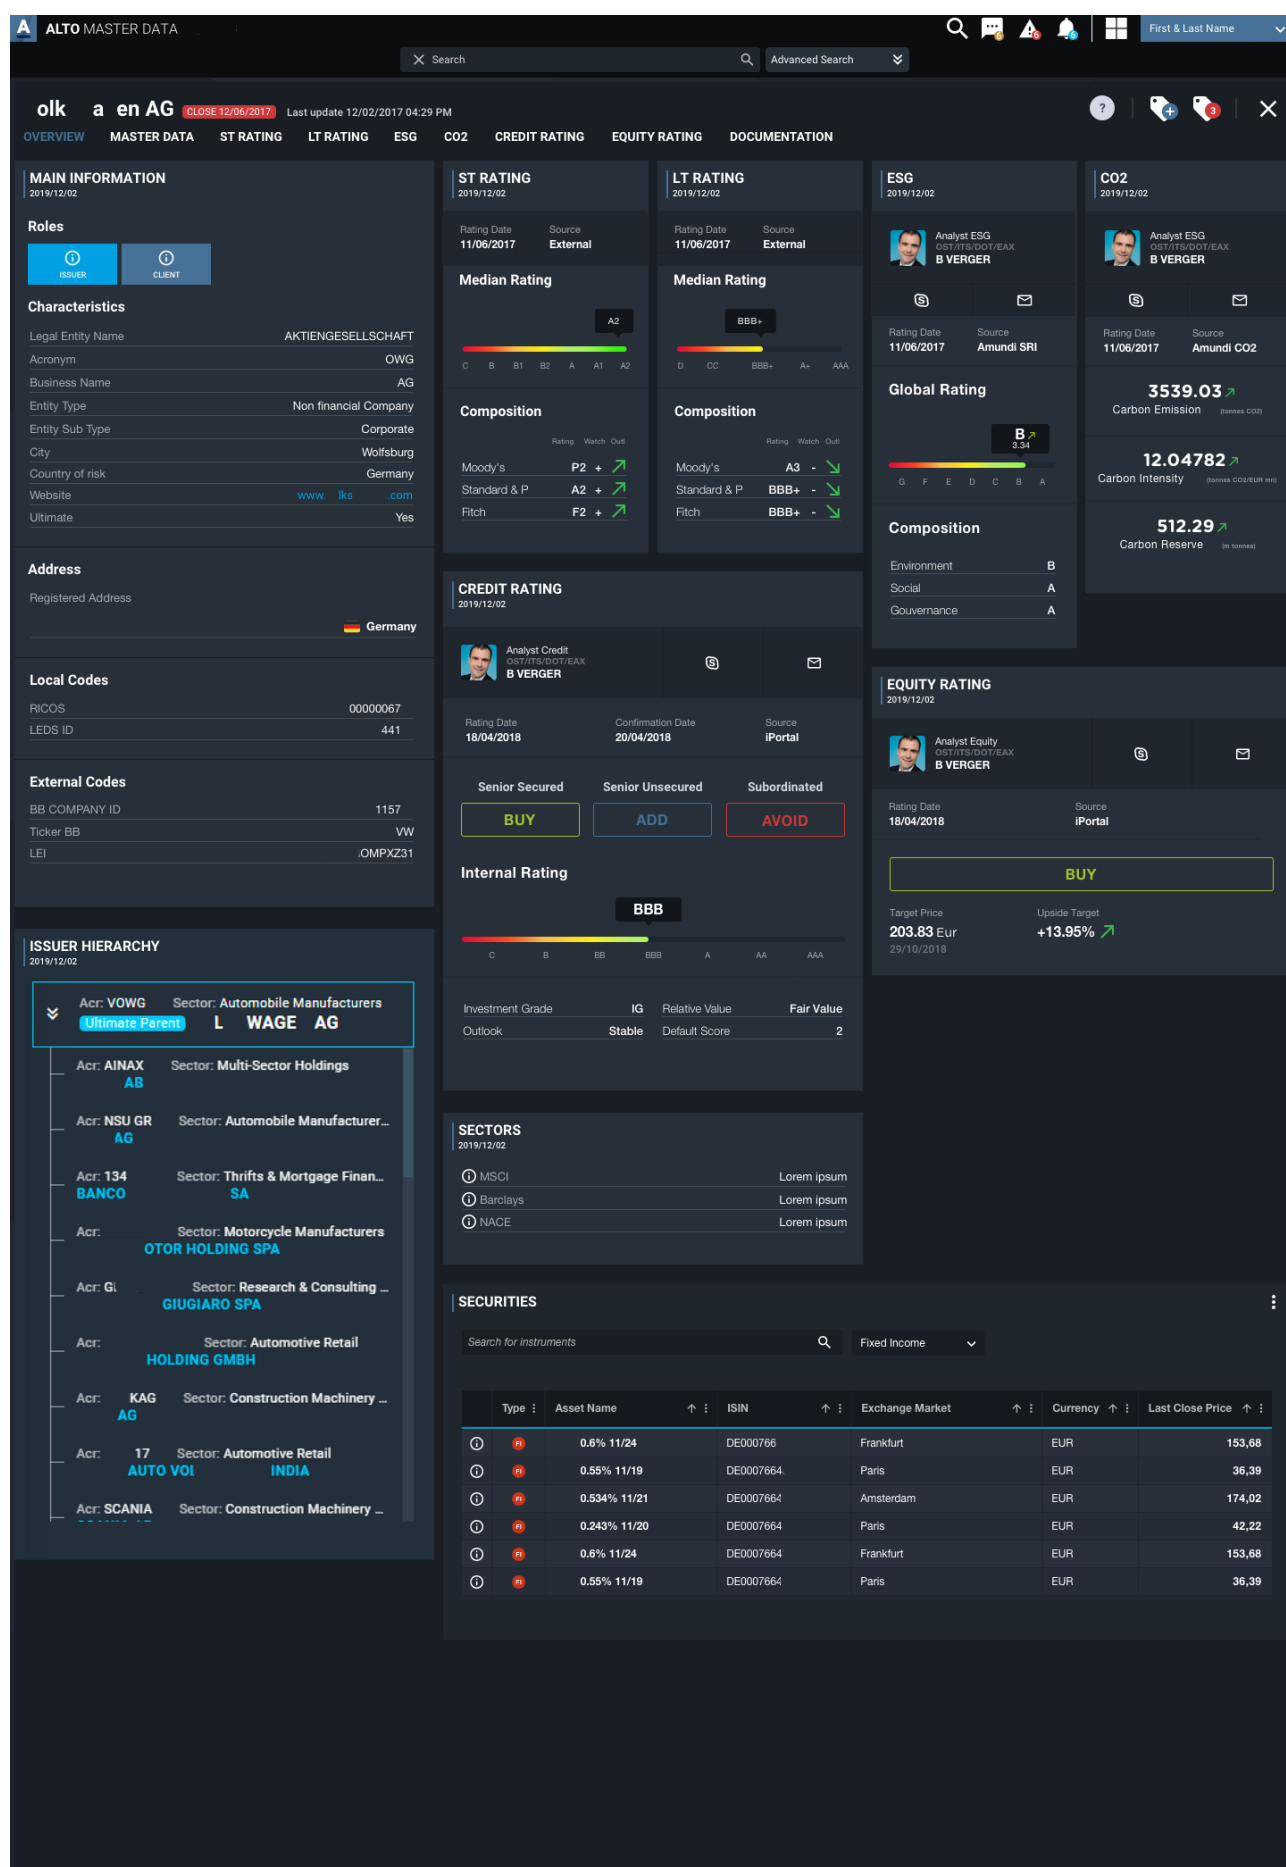 ALTO MASTER DATA
6 6 6
First & Last Name
Search
Advanced Search
olk a en AG CLOSE 12/06/2017 Last update 12/02/2017 04:29 PM
? 3
OVERVIEW MASTER DATA ST RATING LT RATING ESG CO2 CREDIT RATING EQUITY RATING DOCUMENTATION
MAIN INFORMATION
2019/12/02
Roles
ISSUER CLIENT
Characteristics
Legal Entity Name AKTIENGESELLSCHAFT
Acronym OWG
Business Name AG
Entity Type Non financial Company
Entity Sub Type Corporate
City Wolfsburg
Country of risk Germany
Website www. lks .com
Ultimate Yes
Address
Registered Address
Germany
Local Codes
RICOS 00000067
LEDS ID 441
External Codes
BB COMPANY ID 1157
Ticker BB VW
LEI OMPXZ31
ISSUER HIERARCHY
2019/12/02
Acr: VOWG Sector: Automobile Manufacturers
Ultimate Parent L WAGE AG
Acr: AINAX Sector: Multi-Sector Holdings
AB
Acr: NSU GR Sector: Automobile Manufacturer...
AG
Acr: 134 Sector: Thrifts & Mortgage Finan...
BANCO SA
Acr: Sector: Motorcycle Manufacturers
OTOR HOLDING SPA
Acr: G Sector: Research & Consulting ...
GIUGIARO SPA
Acr: Sector: Automotive Retail
HOLDING GMBH
Acr: KAG Sector: Construction Machinery ...
AG
Acr: 17 Sector: Automotive Retail
AUTO VOL INDIA
Acr: SCANIA Sector: Construction Machinery ...
ST RATING
2019/12/02
Rating Date Source
11/06/2017 External
Median Rating
A2
C B B1 B2 A A1 A2
Composition
Rating Watch Outl
Moody's P2 +
Standard & P A2 +
Fitch F2 +
LT RATING
2019/12/02
Rating Date Source
11/06/2017 External
Median Rating
BBB+
D CC BBB+ A+ AAA
Composition
Rating Watch Outl
Moody's A3 -
Standard & P BBB+ -
Fitch BBB+ -
ESG
2019/12/02
Analyst ESG
OST/ITS/DOT/EAX
B VERGER
Rating Date Source
11/06/2017 Amundi SRI
Global Rating
B
3.34
G F E D C B A
Composition
Environment B
Social A
Gouvernance A
CO2
2019/12/02
Analyst ESG
OST/ITS/DOT/EAX
B VERGER
Rating Date Source
11/06/2017 Amundi CO2
3539.03
Carbon Emission (tonnes CO2)
12.04782
Carbon Intensity (tonnes CO2/EUR mn)
512.29
Carbon Reserve (m tonnes)
CREDIT RATING
2019/12/02
Analyst Credit
OST/ITS/DOT/EAX
B VERGER
Rating Date Confirmation Date Source
18/04/2018 20/04/2018 iPortal
Senior Secured Senior Unsecured Subordinated
BUY ADD AVOID
Internal Rating
BBB
C B BB BBB A AA AAA
Investment Grade IG Relative Value Fair Value
Outlook Stable Default Score 2
EQUITY RATING
2019/12/02
Analyst Equity
OST/ITS/DOT/EAX
B VERGER
Rating Date Source
18/04/2018 iPortal
BUY
Target Price Upside Target
203.83 Eur +13.95%
29/10/2018
SECTORS
2019/12/02
MSCI Lorem ipsum
Barclays Lorem ipsum
NACE Lorem ipsum
SECURITIES
Search for instruments
Fixed Income
Type Asset Name ISIN Exchange Market Currency Last Close Price
FI 0.6% 11/24 DE000766 Frankfurt EUR 153,68
FI 0.55% 11/19 DE0007664 Paris EUR 36,39
FI 0.534% 11/21 DE0007664 Amsterdam EUR 174,02
FI 0.243% 11/20 DE0007664 Paris EUR 42,22
FI 0.6% 11/24 DE0007664 Frankfurt EUR 153,68
FI 0.55% 11/19 DE0007664 Paris EUR 36,39